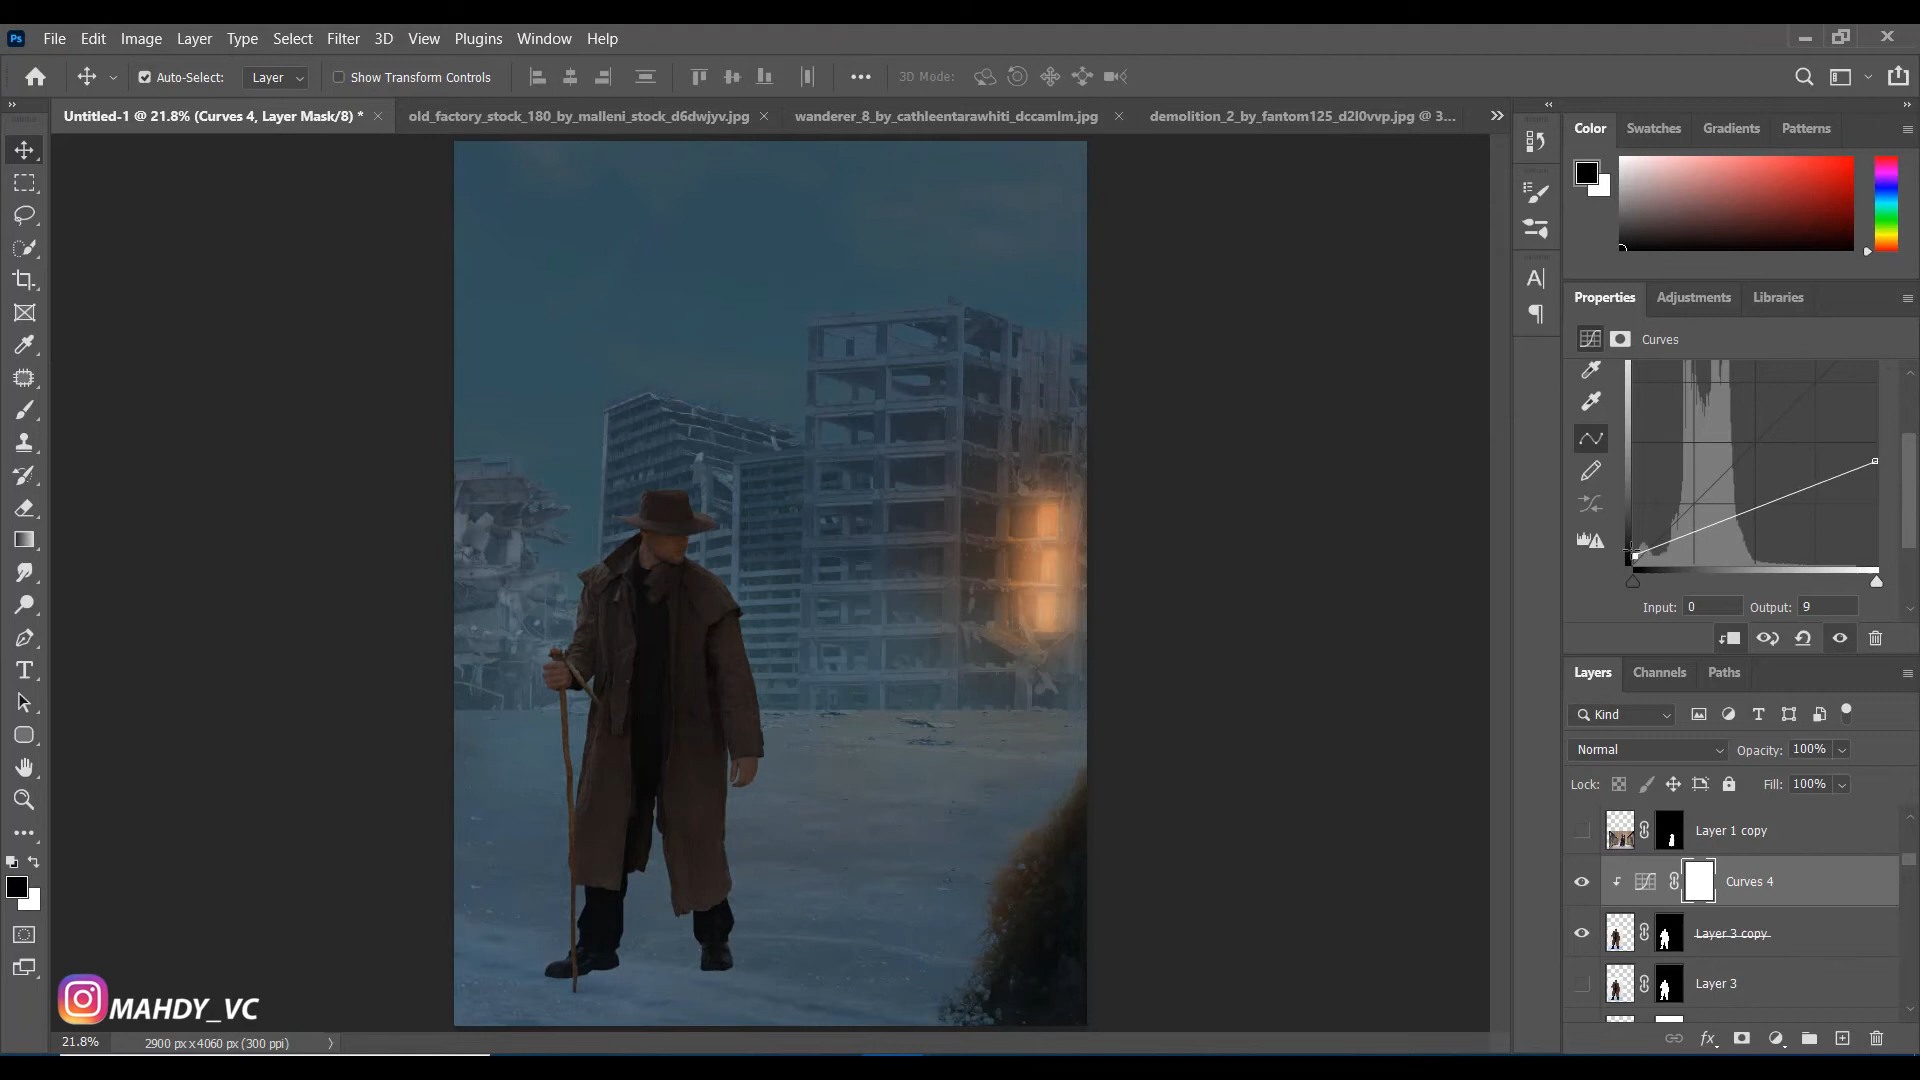 Ps File Edit Image Layer Type Select Filter 3D View Plugins Window Help
Auto-Select: Layer Show Transform Controls 3D Mode:
Untitled-1 @ 21.8% (Curves 4, Layer Mask/8) * old_factory_stock_180_by_malleni_stock_d6dwjyv.jpg wanderer_8_by_cathleentarawhiti_dccamlm.jpg demolition_2_by_fantom125_d2l0vvp.jpg @ 3...
Color Swatches Gradients Patterns
Properties Adjustments Libraries
Curves
Input: 0 Output: 9
Layers Channels Paths
Kind
Normal Opacity: 100%
Lock: Fill: 100%
Layer 1 copy
Curves 4
Layer 3 copy
Layer 3
MAHDY_VC
21.8% 2900 px x 4060 px (300 ppi)